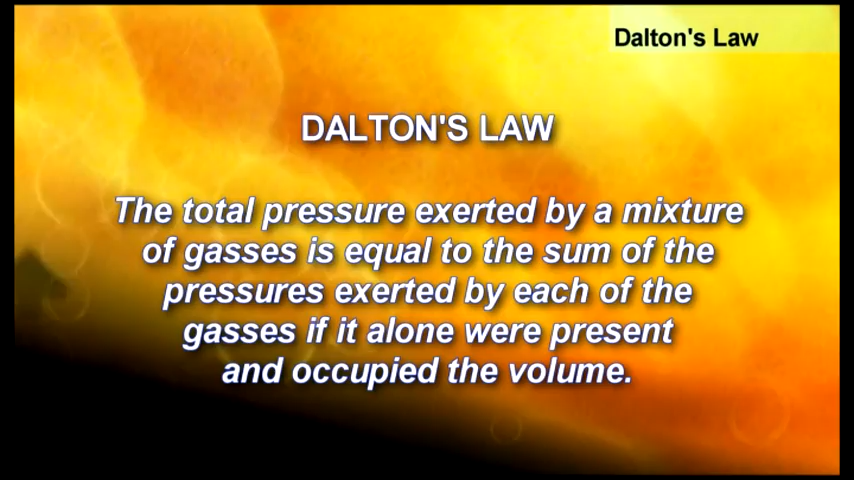 Dalton's Law
DALTON'S LAW
The total pressure exerted by a mixture
of gasses is equal to the sum of the
pressures exerted by each of the
gasses if it alone were present
and occupied the volume.